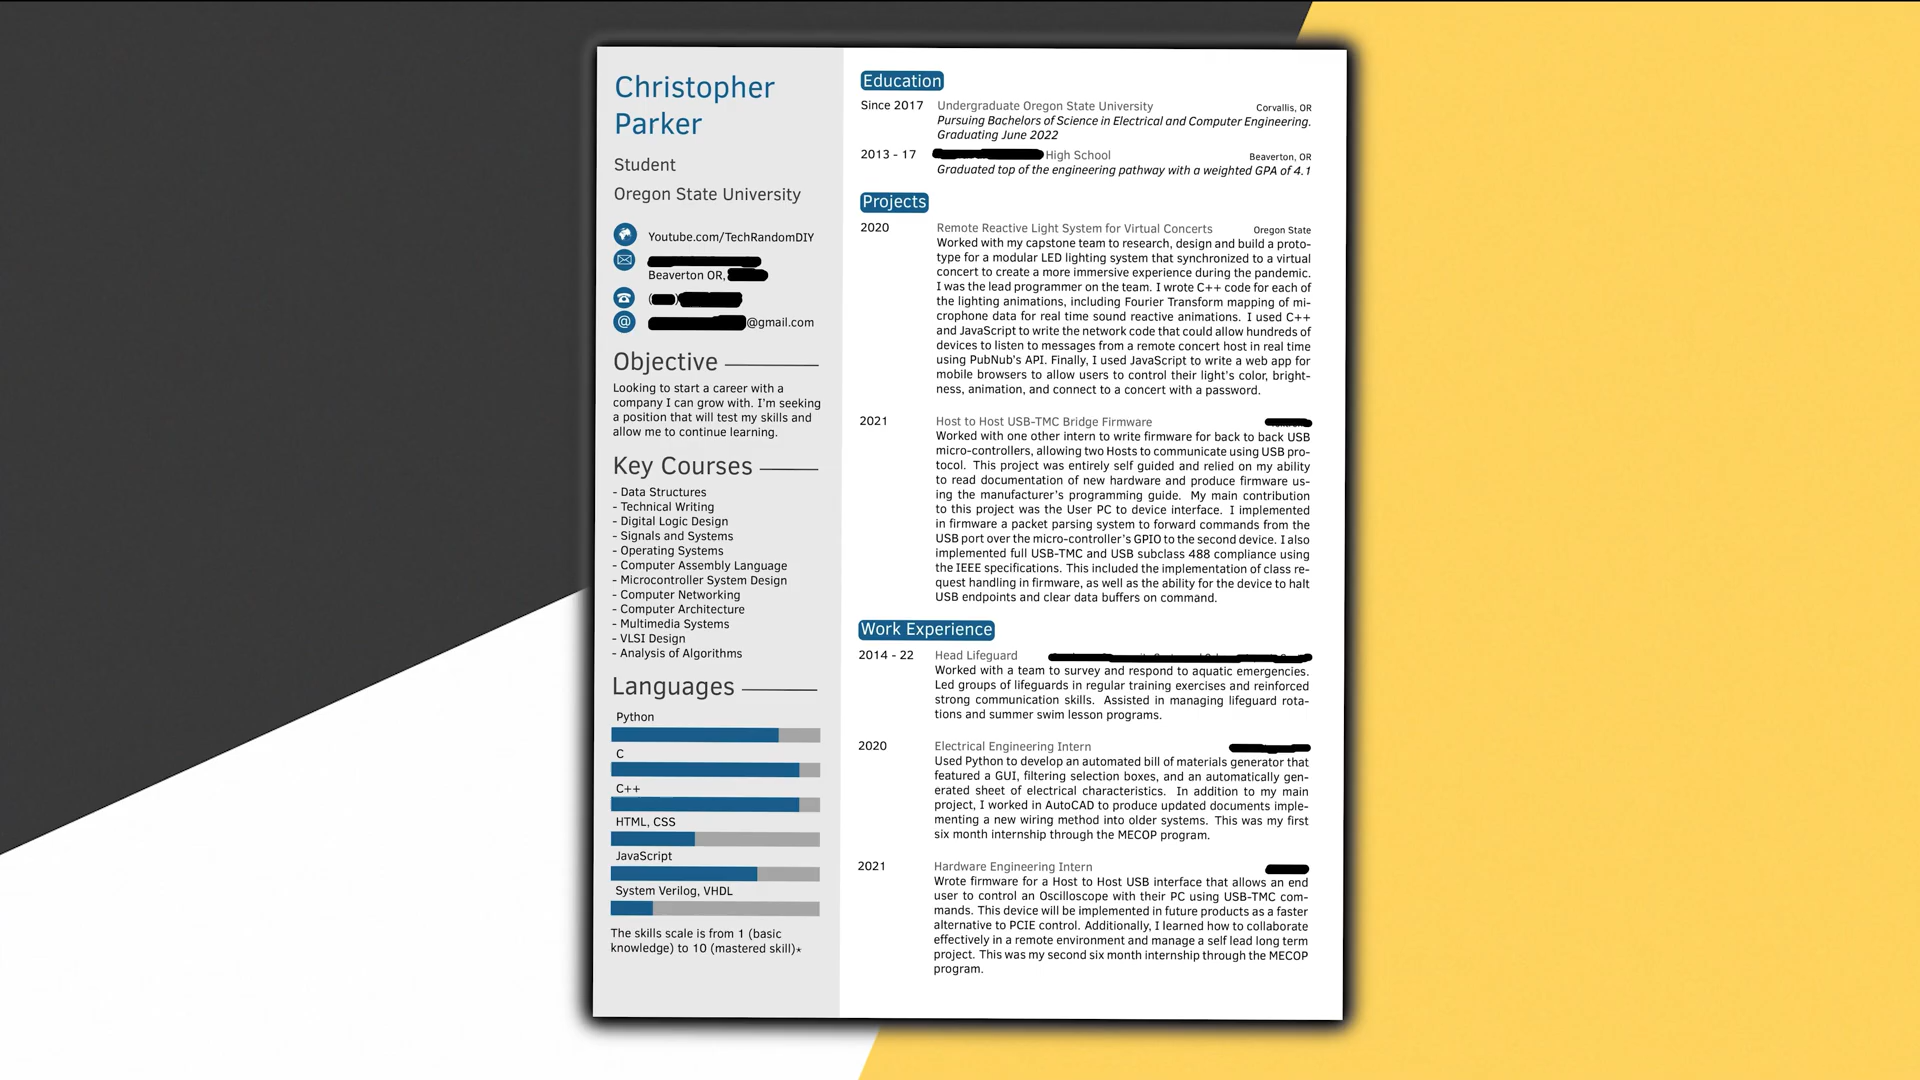 Christopher
Parker
Student
Oregon State University
Youtube.com/TechRandomDIY
Beaverton OR,
@gmail.com
Objective
Looking to start a career with a
company I can grow with. I'm seeking
a position that will test my skills and
allow me to continue learning.
Key Courses
- Data Structures
- Technical Writing
- Digital Logic Design
- Signals and Systems
- Operating Systems
- Computer Assembly Language
- Microcontroller System Design
- Computer Networking
- Computer Architecture
- Multimedia Systems
- VLSI Design
- Analysis of Algorithms
Languages
Python
C
C++
HTML, CSS
JavaScript
System Verilog, VHDL
The skills scale is from 1 (basic
knowledge) to 10 (mastered skill)*
Education
Since 2017 Undergraduate Oregon State University Corvallis, OR
Pursuing Bachelors of Science in Electrical and Computer Engineering.
Graduating June 2022
2013 - 17 High School Beaverton, OR
Graduated top of the engineering pathway with a weighted GPA of 4.1
Projects
2020 Remote Reactive Light System for Virtual Concerts Oregon State
Worked with my capstone team to research, design and build a proto-
type for a modular LED lighting system that synchronized to a virtual
concert to create a more immersive experience during the pandemic.
I was the lead programmer on the team. I wrote C++ code for each of
the lighting animations, including Fourier Transform mapping of mi-
crophone data for real time sound reactive animations. I used C++
and JavaScript to write the network code that could allow hundreds of
devices to listen to messages from a remote concert host in real time
using PubNub's API. Finally, I used JavaScript to write a web app for
mobile browsers to allow users to control their light's color, bright-
ness, animation, and connect to a concert with a password.
2021 Host to Host USB-TMC Bridge Firmware
Worked with one other intern to write firmware for back to back USB
micro-controllers, allowing two Hosts to communicate using USB pro-
tocol. This project was entirely self guided and relied on my ability
to read documentation of new hardware and produce firmware us-
ing the manufacturer's programming guide. My main contribution
to this project was the User PC to device interface. I implemented
in firmware a packet parsing system to forward commands from the
USB port over the micro-controller's GPIO to the second device. I also
implemented full USB-TMC and USB subclass 488 compliance using
the IEEE specifications. This included the implementation of class re-
quest handling in firmware, as well as the ability for the device to halt
USB endpoints and clear data buffers on command.
Work Experience
2014 - 22 Head Lifeguard
Worked with a team to survey and respond to aquatic emergencies.
Led groups of lifeguards in regular training exercises and reinforced
strong communication skills. Assisted in managing lifeguard rota-
tions and summer swim lesson programs.
2020 Electrical Engineering Intern
Used Python to develop an automated bill of materials generator that
featured a GUI, filtering selection boxes, and an automatically gen-
erated sheet of electrical characteristics. In addition to my main
project, I worked in AutoCAD to produce updated documents imple-
menting a new wiring method into older systems. This was my first
six month internship through the MECOP program.
2021 Hardware Engineering Intern
Wrote firmware for a Host to Host USB interface that allows an end
user to control an Oscilloscope with their PC using USB-TMC com-
mands. This device will be implemented in future products as a faster
alternative to PCIE control. Additionally, I learned how to collaborate
effectively in a remote environment and manage a self lead long term
project. This was my second six month internship through the MECOP
program.